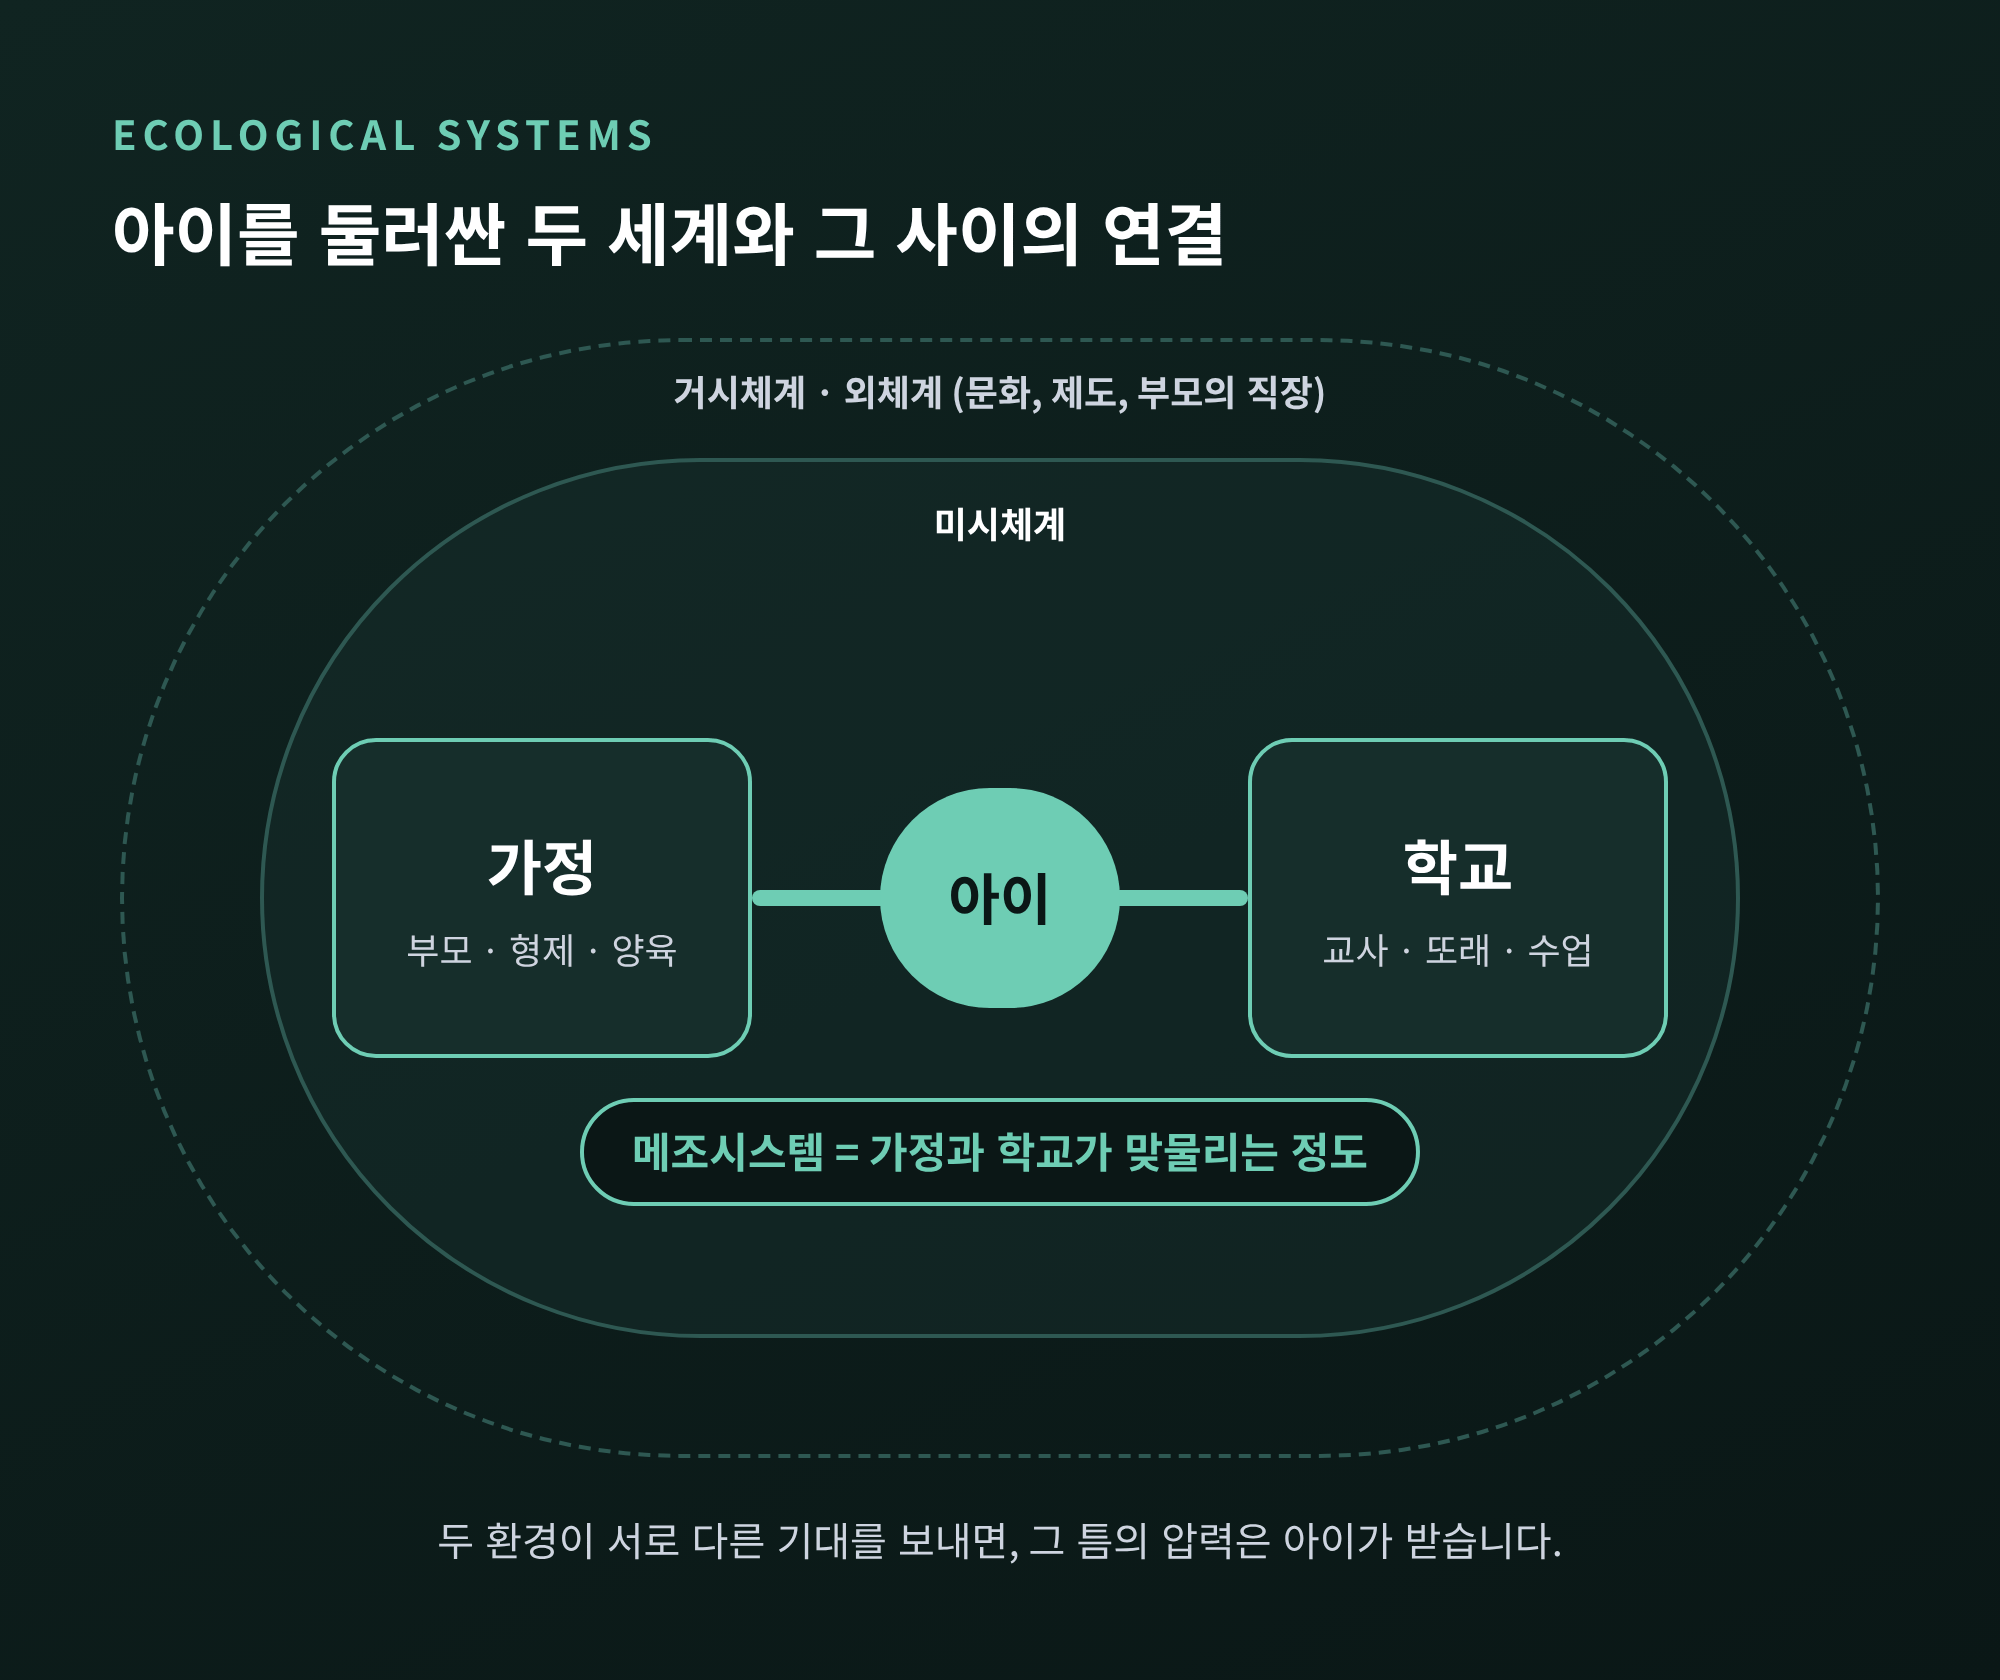 ECOLOGICAL SYSTEMS
아이를 둘러싼 두 세계와 그 사이의 연결
거시체계 · 외체계 (문화, 제도, 부모의 직장)
미시체계
가정
부모 · 형제 · 양육
아이
학교
교사 · 또래 · 수업
메조시스템 = 가정과 학교가 맞물리는 정도
두 환경이 서로 다른 기대를 보내면, 그 틈의 압력은 아이가 받습니다.